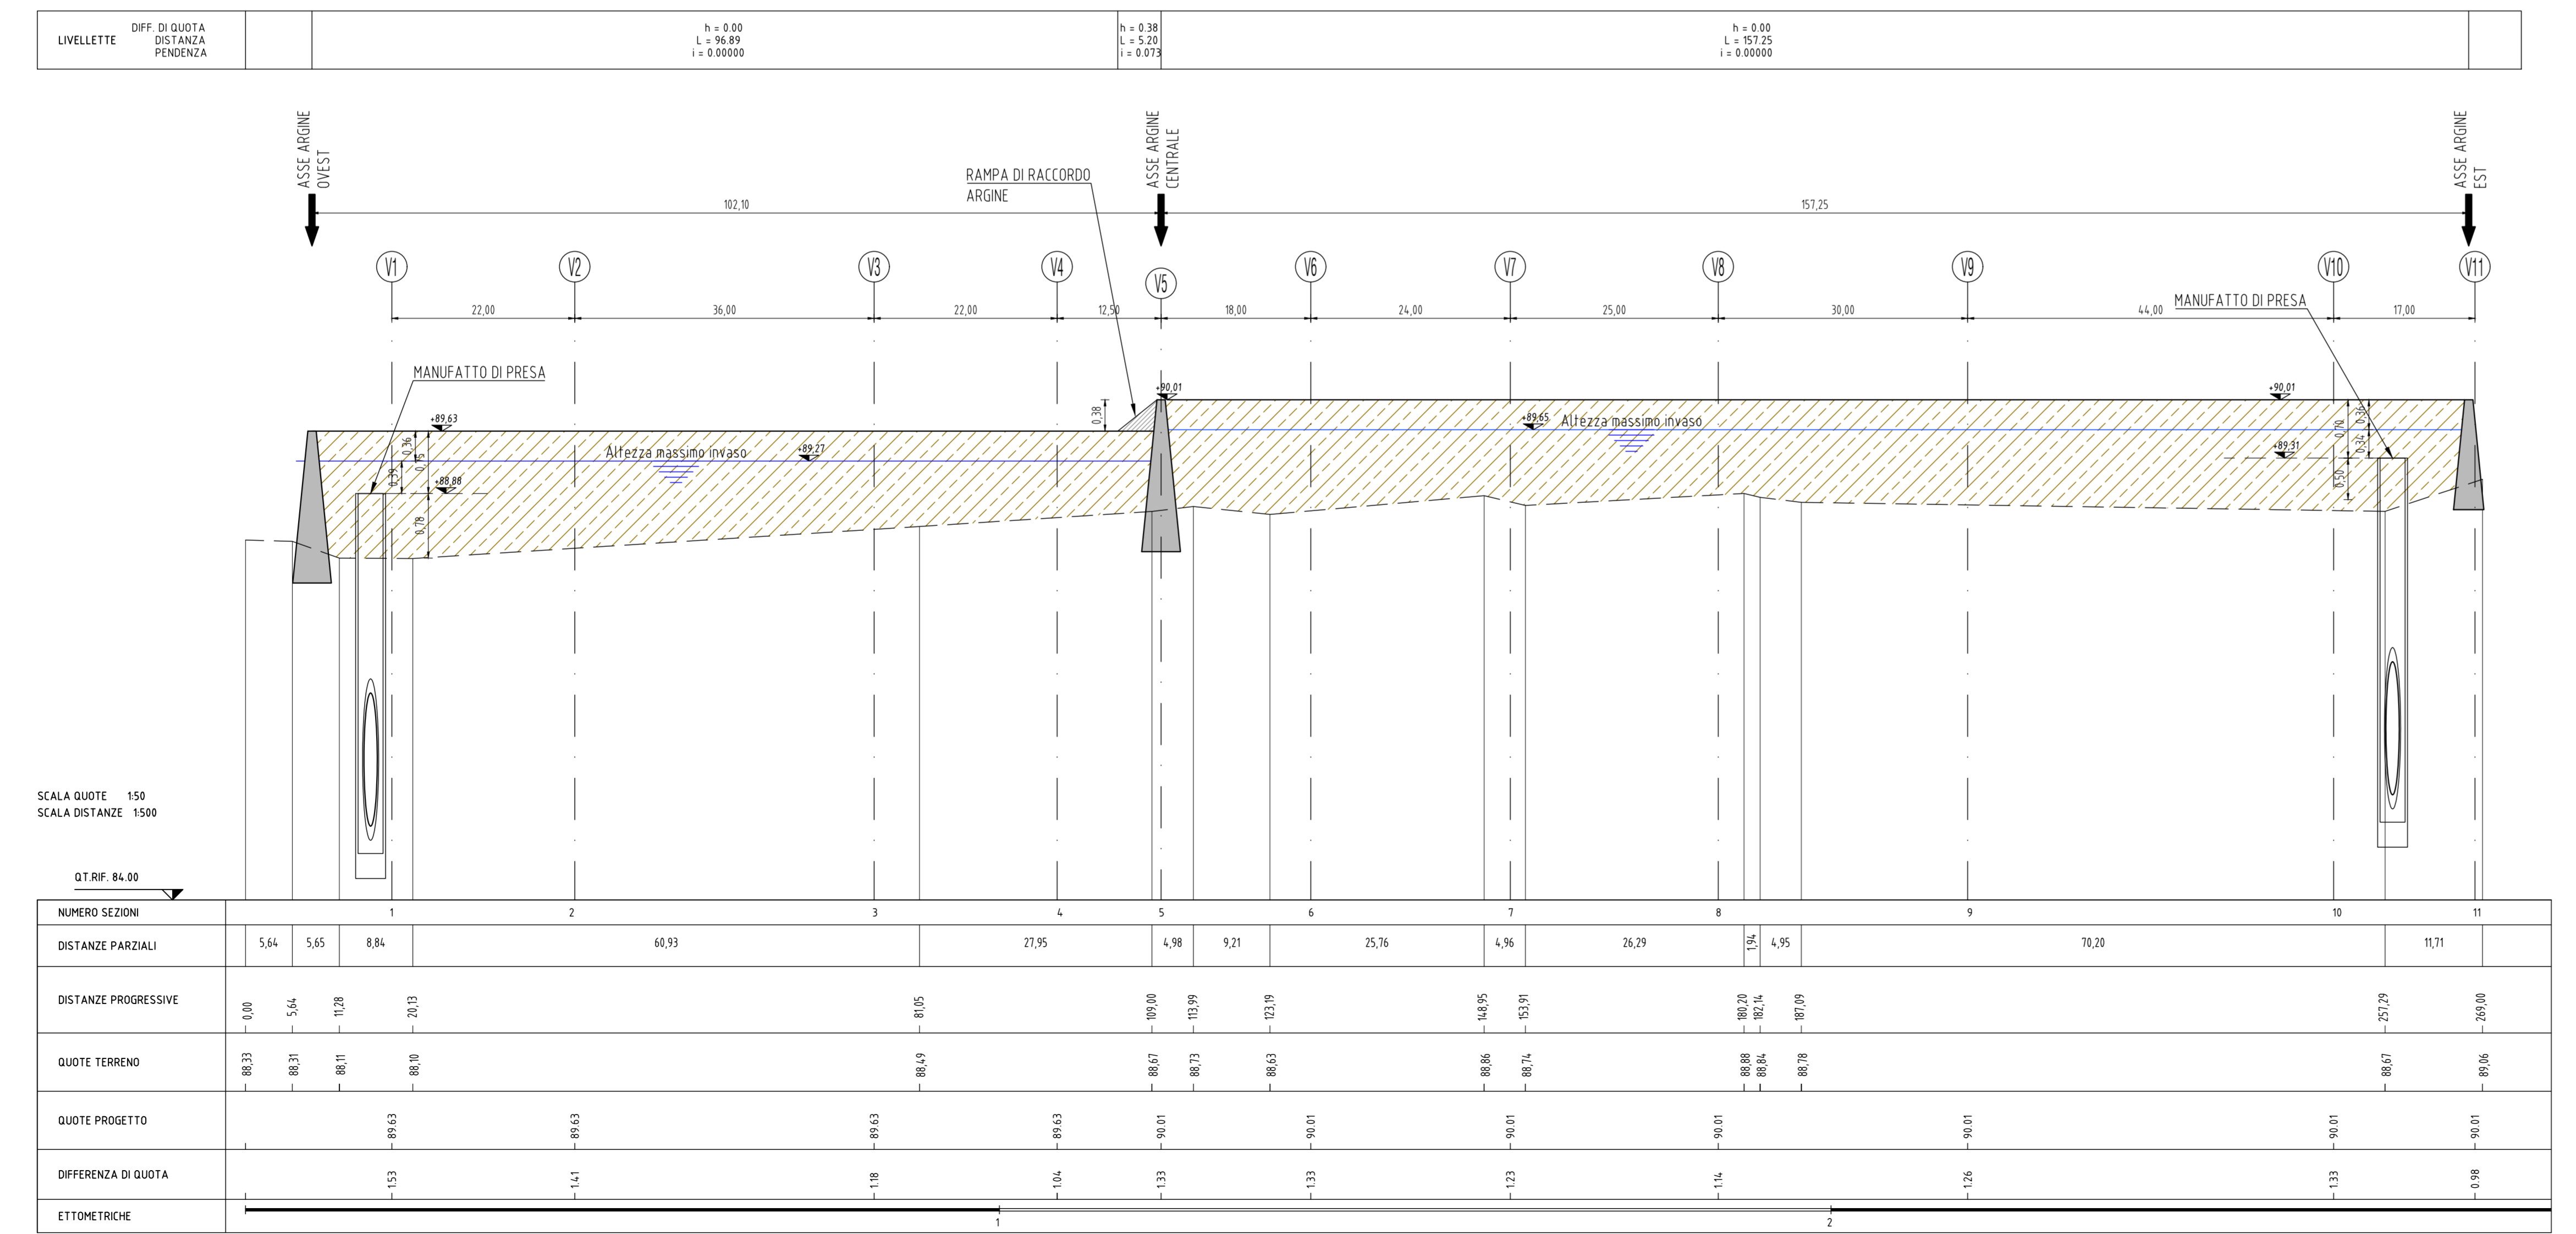 LIVELLETTE
DIFF. DI QUOTA
DISTANZA
PENDENZA
h = 0.00
L = 96.89
i = 0.00000
h = 0.38
L = 5.20
i = 0.073
h = 0.00
L = 157.25
i = 0.00000
ASSE ARGINE
OVEST
ASSE ARGINE
CENTRALE
ASSE ARGINE
EST
RAMPA DI RACCORDO
ARGINE
102,10
157,25
V1
V2
V3
V4
V5
V6
V7
V8
V9
V10
V11
22,00
36,00
22,00
12,50
18,00
24,00
25,00
30,00
44,00
17,00
MANUFATTO DI PRESA
MANUFATTO DI PRESA
+89,63
0,36
0,75
0,39
+88,88
0,78
Altezza massimo invaso
+89,27
0,38
+90,01
+89,65
Altezza massimo invaso
+90,01
0,36
0,70
0,34
+89,31
0,50
SCALA QUOTE 1:50
SCALA DISTANZE 1:500
QT.RIF. 84.00
NUMERO SEZIONI
1 2 3 4 5 6 7 8 9 10 11
DISTANZE PARZIALI
5,64 5,65 8,84 60,93 27,95 4,98 9,21 25,76 4,96 26,29 1,94 4,95 70,20 11,71
DISTANZE PROGRESSIVE
0,00 5,64 11,28 20,13 81,05 109,00 113,99 123,19 148,95 153,91 180,20 182,14 187,09 257,29 269,00
QUOTE TERRENO
88,33 88,31 88,11 88,10 88,49 88,67 88,73 88,63 88,86 88,74 88,88 88,84 88,78 88,67 89,06
QUOTE PROGETTO
89.63 89.63 89.63 89.63 90.01 90.01 90.01 90.01 90.01 90.01 90.01
DIFFERENZA DI QUOTA
1.53 1.41 1.18 1.04 1.33 1.33 1.23 1.14 1.26 1.33 0.98
ETTOMETRICHE
1 2